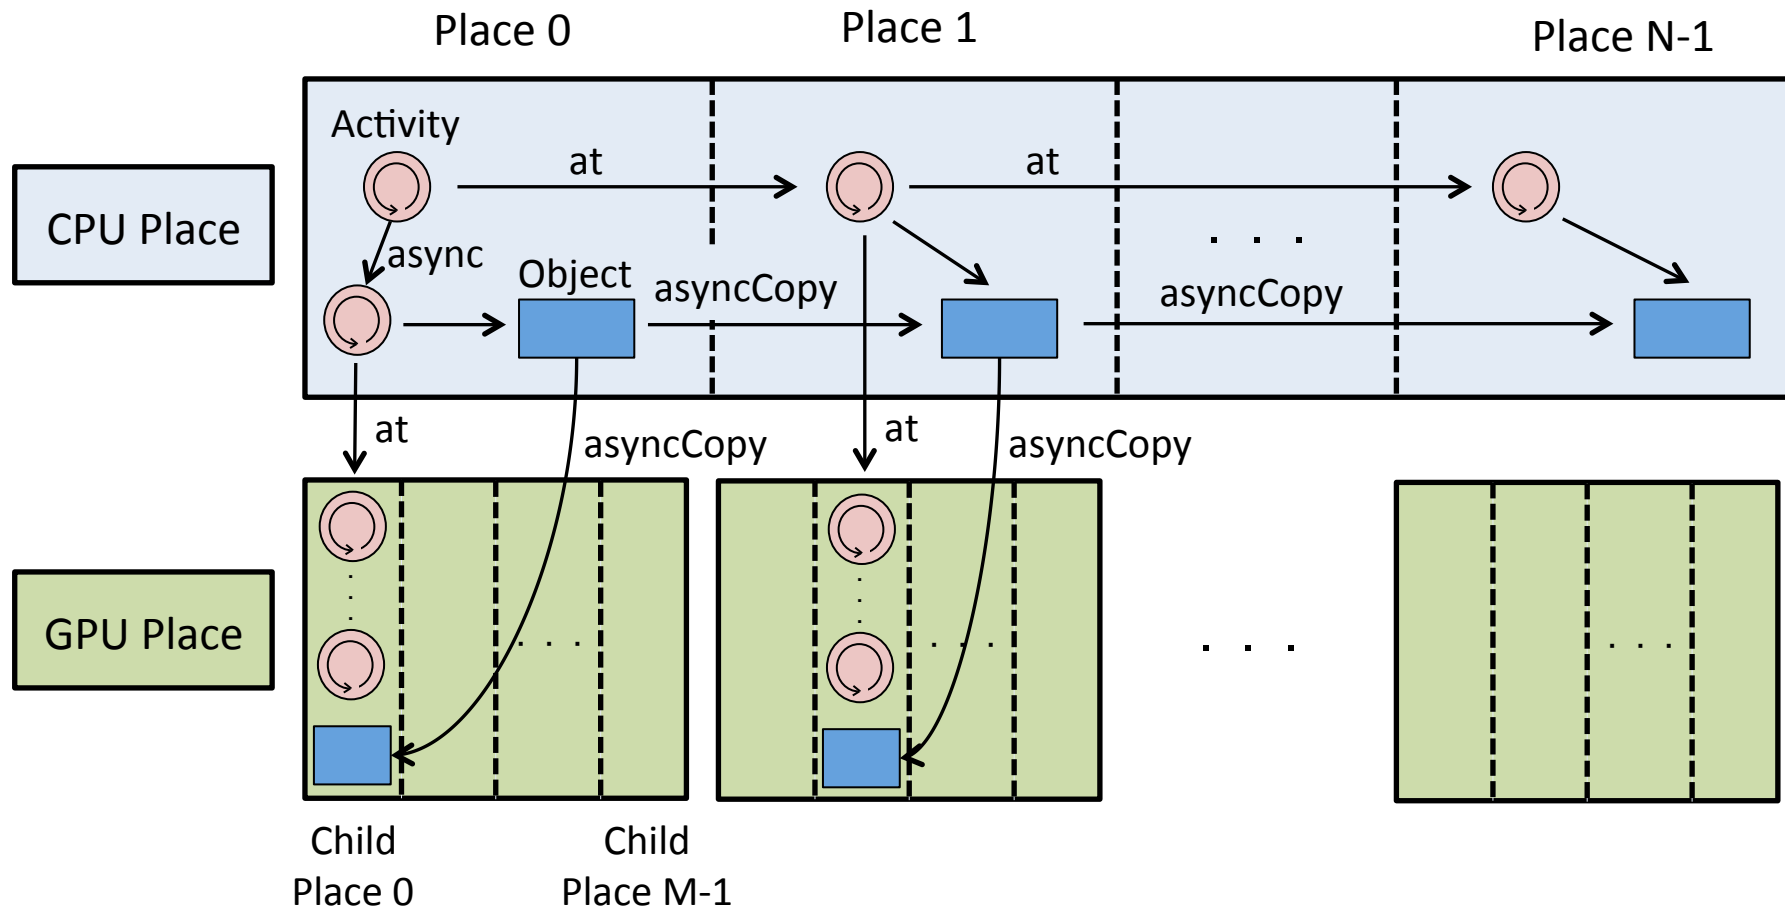 Place 0
Place 1
Place N-1
Activity
at
at
CPU Place
async
Object
asyncCopy
asyncCopy
. . .
at
asyncCopy
at
asyncCopy
GPU Place
. . .
. . .
. . .
. . .
Child
Place 0
Child
Place M-1